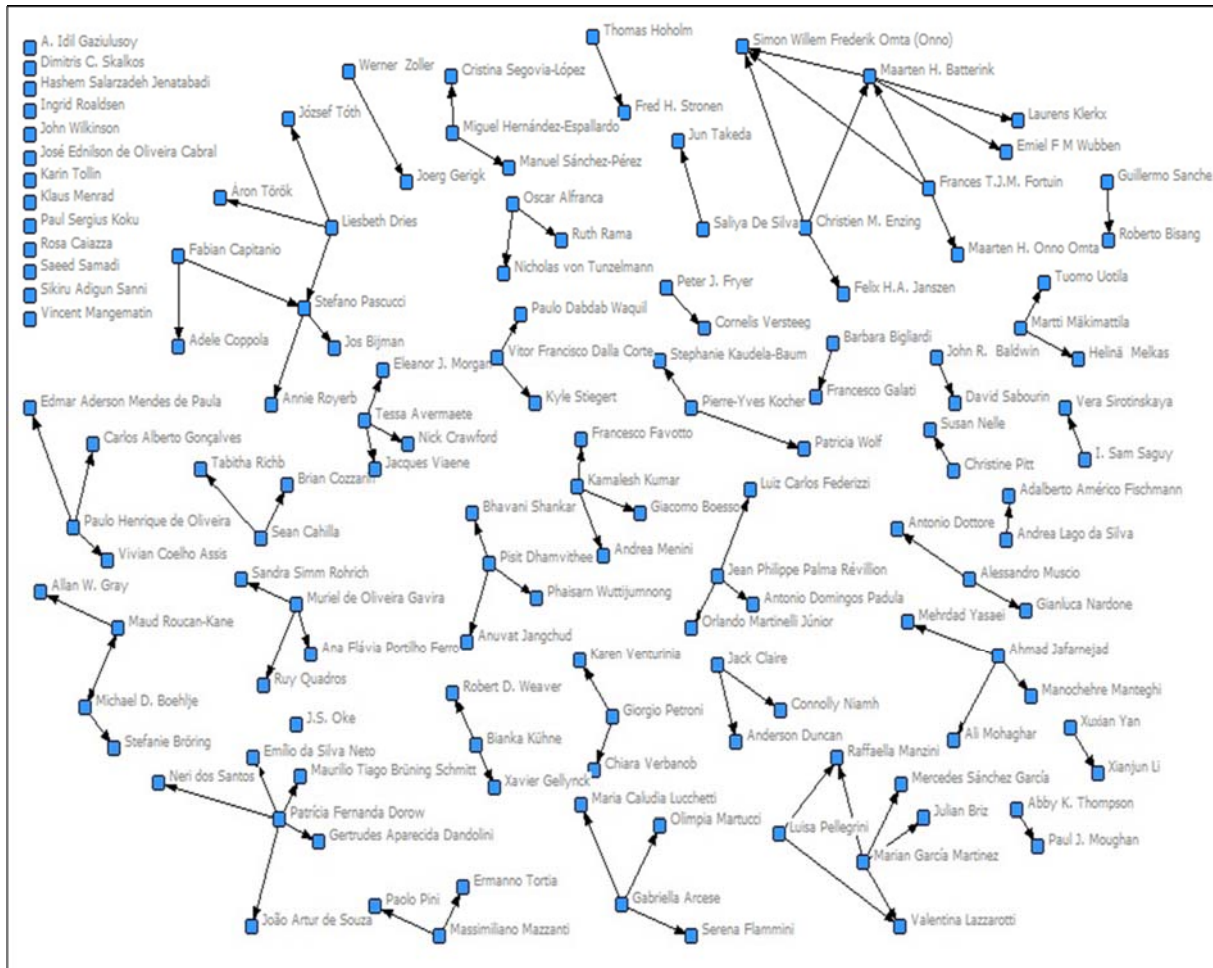 A. Idil Gaziulusoy
Dimitris C. Skalkos
Hashem Salarzadeh Jenatabadi
Ingrid Roaldsen
John Wilkinson
José Ednilson de Oliveira Cabral
Karin Tollin
Klaus Menrad
Paul Sergius Koku
Rosa Caiazza
Saeed Samadi
Sikiru Adigun Sanni
Vincent Mangematin
Thomas Hoholm
Simon Willem Frederik Omta (Onno)
Werner Zoller
Cristina Segovia-López
Maarten H. Batterink
József Tóth
Fred H. Stronen
Laurens Klerkx
Miguel Hernández-Espallardo
Jun Takeda
Emiel F M Wubben
Manuel Sánchez-Pérez
Joerg Gerigk
Guillermo Sanche
Frances T.J.M. Fortuin
Áron Török
Oscar Alfranca
Liesbeth Dries
Saliya De Silva
Christien M. Enzing
Ruth Rama
Roberto Bisang
Fabian Capitanio
Maarten H. Onno Omta
Nicholas von Tunzelmann
Tuomo Uotila
Peter J. Fryer
Felix H.A. Janszen
Stefano Pascucci
Paulo Dabdab Waquil
Cornelis Versteeg
Martti Mäkimattila
Adele Coppola
Jos Bijman
Barbara Bigliardi
Vitor Francisco Dalla Corte
Stephanie Kaudela-Baum
John R. Baldwin
Helinä Melkas
Eleanor J. Morgan
Edmar Aderson Mendes de Paula
Annie Royerb
Kyle Stiegert
Francesco Galati
David Sabourin
Pierre-Yves Kocher
Vera Sirotinskaya
Tessa Avermaete
Susan Nelle
Carlos Alberto Gonçalves
Nick Crawford
Francesco Favotto
Patricia Wolf
I. Sam Saguy
Tabitha Richb
Jacques Viaene
Christine Pitt
Brian Cozzarin
Kamalesh Kumar
Luiz Carlos Federizzi
Adalberto Américo Fischmann
Bhavani Shankar
Giacomo Boesso
Paulo Henrique de Oliveira
Antonio Dottore
Sean Cahilla
Andrea Lago da Silva
Andrea Menini
Vivian Coelho Assis
Pisit Dhamvithee
Sandra Simm Rohrich
Jean Philippe Palma Révillion
Alessandro Muscio
Allan W. Gray
Phaisarn Wuttijumnong
Muriel de Oliveira Gavira
Antonio Domingos Padula
Gianluca Nardone
Mehrdad Yasaei
Maud Roucan-Kane
Orlando Martinelli Júnior
Anuvat Jangchud
Ana Flávia Portilho Ferro
Ahmad Jafarnejad
Karen Venturinia
Jack Claire
Ruy Quadros
Robert D. Weaver
Manochehre Manteghi
Michael D. Boehlje
Connolly Niamh
Giorgio Petroni
J.S. Oke
Xuxian Yan
Stefanie Bröring
Bianka Kühne
Anderson Duncan
Ali Mohaghar
Emílio da Silva Neto
Raffaella Manzini
Chiara Verbanob
Xianjun Li
Maurilio Tiago Brüning Schmitt
Neri dos Santos
Xavier Gellynck
Mercedes Sánchez García
Maria Caludia Lucchetti
Abby K. Thompson
Patrícia Fernanda Dorow
Julian Briz
Olimpia Martucci
Luisa Pellegrini
Gertrudes Aparecida Dandolini
Paul J. Moughan
Marian García Martinez
Ermanno Tortia
Paolo Pini
Gabriella Arcese
João Artur de Souza
Valentina Lazzarotti
Massimiliano Mazzanti
Serena Flammini